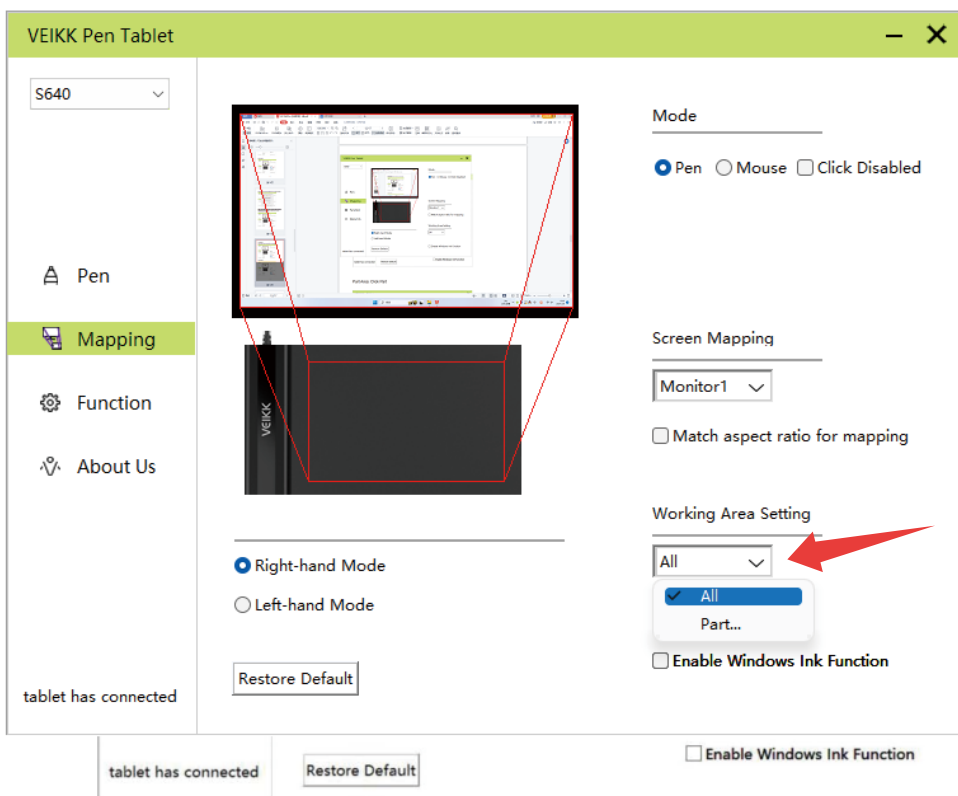 VEIKK Pen Tablet
S640
Pen
Mapping
Function
About Us
tablet has connected
VEIKK
Right-hand Mode
Left-hand Mode
Restore Default
Mode
Pen Mouse Click Disabled
Screen Mapping
Monitor1
Match aspect ratio for mapping
Working Area Setting
All
All
Part...
Enable Windows Ink Function
tablet has connected
Restore Default
Enable Windows Ink Function